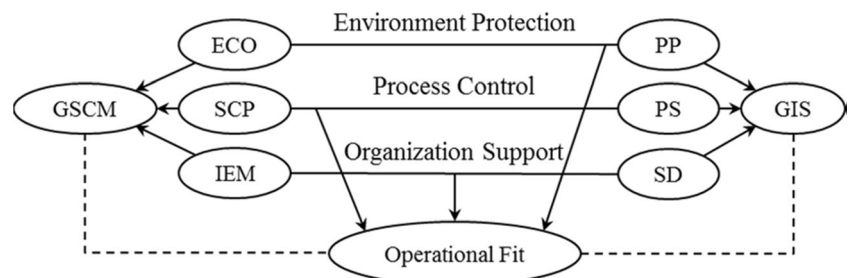 Environment Protection
ECO PP
Process Control
GSCM SCP PS GIS
Organization Support
IEM SD
Operational Fit